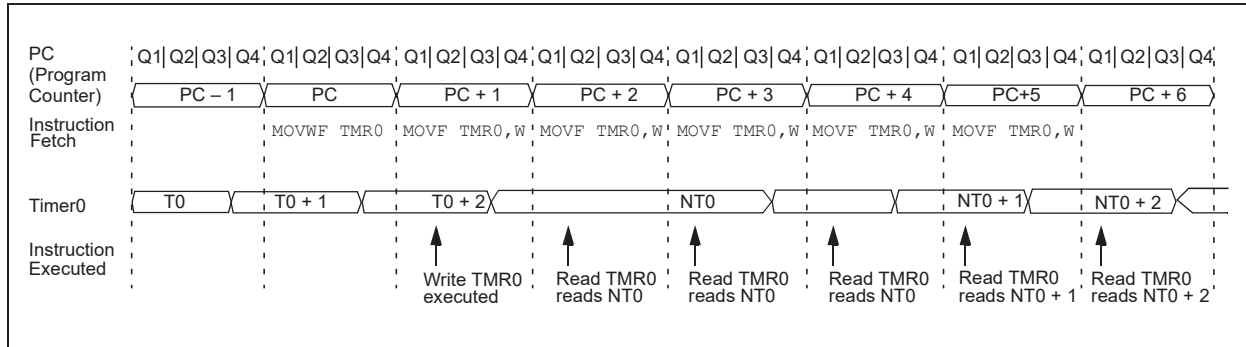 PC
(Program
Counter)
Q1|Q2|Q3|Q4 Q1|Q2|Q3|Q4 Q1|Q2|Q3|Q4 Q1|Q2|Q3|Q4 Q1|Q2|Q3|Q4 Q1|Q2|Q3|Q4 Q1|Q2|Q3|Q4 Q1|Q2|Q3|Q4
PC – 1 PC PC + 1 PC + 2 PC + 3 PC + 4 PC+5 PC + 6
Instruction
Fetch
MOVWF TMR0 MOVF TMR0,W MOVF TMR0,W MOVF TMR0,W MOVF TMR0,W MOVF TMR0,W
Timer0
T0 T0 + 1 T0 + 2 NT0 NT0 + 1 NT0 + 2
Instruction
Executed
Write TMR0
executed
Read TMR0
reads NT0
Read TMR0
reads NT0
Read TMR0
reads NT0
Read TMR0
reads NT0 + 1
Read TMR0
reads NT0 + 2